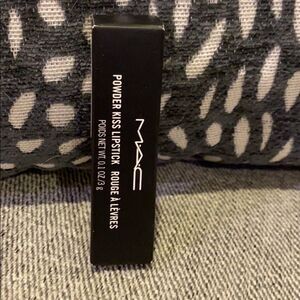 MAC
POWDER KISS LIPSTICK ROUGE À LÈVRES
POIDS NET WT. 0.1 OZ/3 g